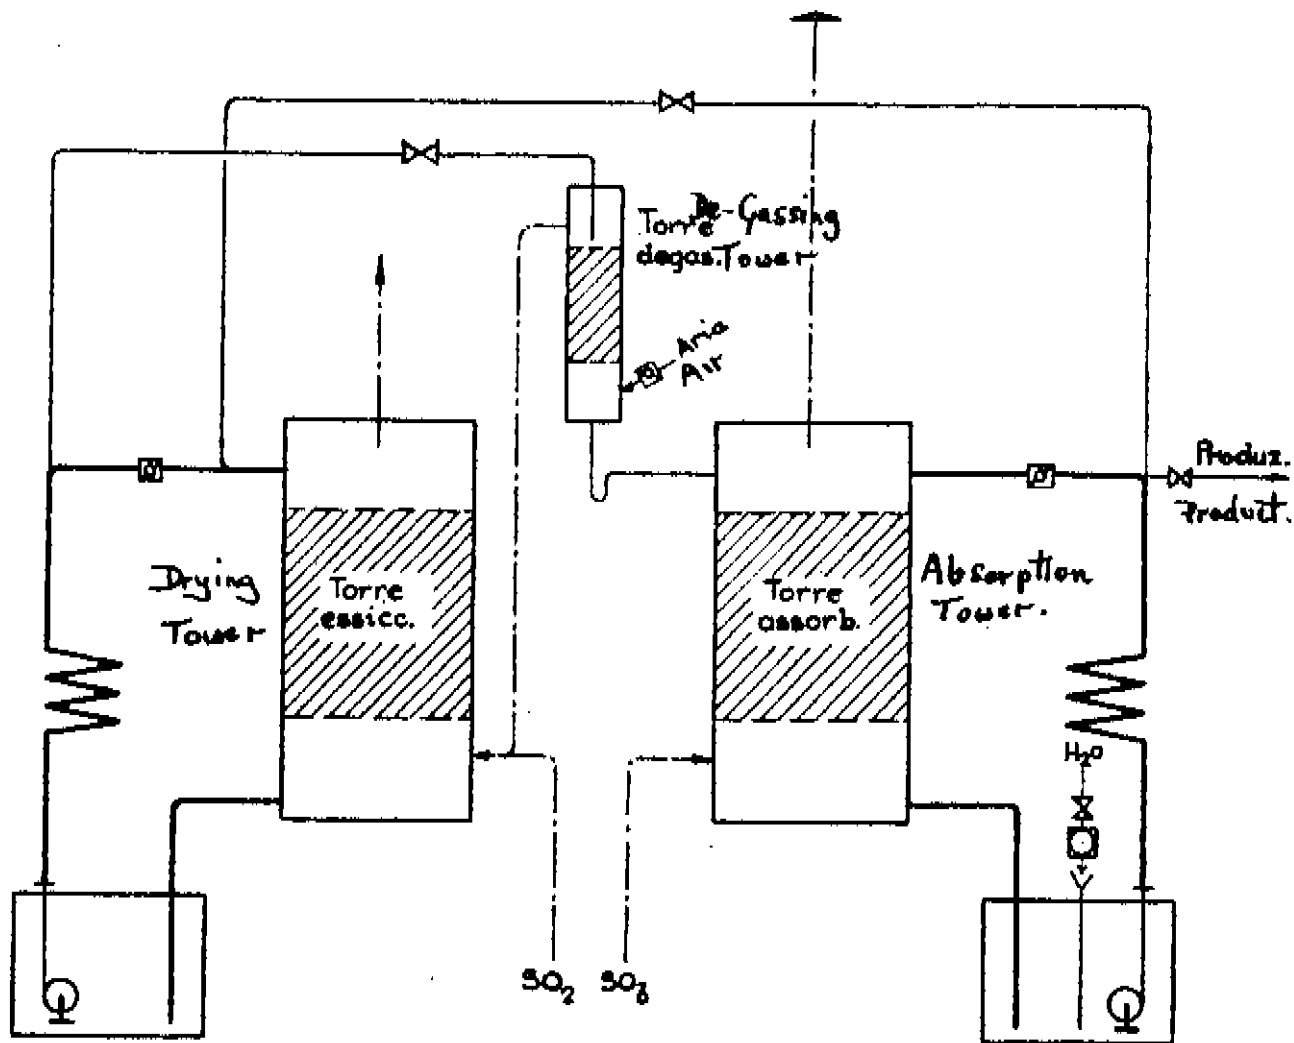 Torre De-Gassing
degas. Tower
Aria
Air
Produz.
Product.
Drying
Tower
Torre
essicc.
Torre
assorb.
Absorption
Tower.
H₂O
SO₂ SO₃